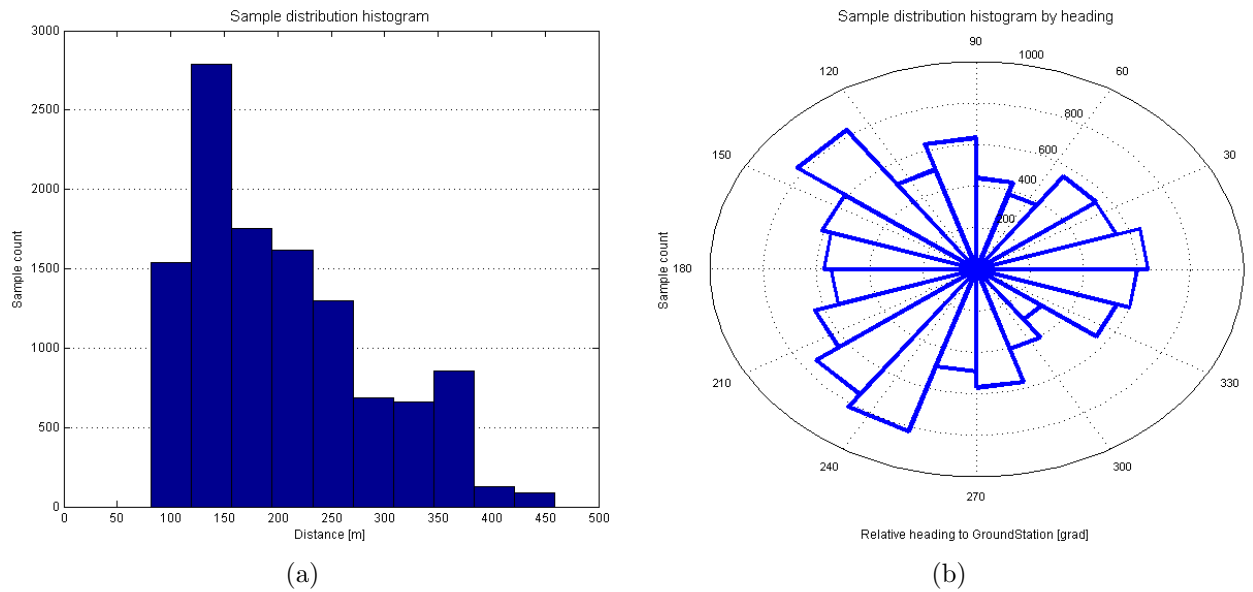 Sample distribution histogram
3000
2500
2000
1500
1000
500
0
Sample count
0 50 100 150 200 250 300 350 400 450 500
Distance [m]
(a)
Sample distribution histogram by heading
90
120 1000 60
800
150 600 30
400
200
180
Sample count
210 330
240 300
270
Relative heading to GroundStation [grad]
(b)